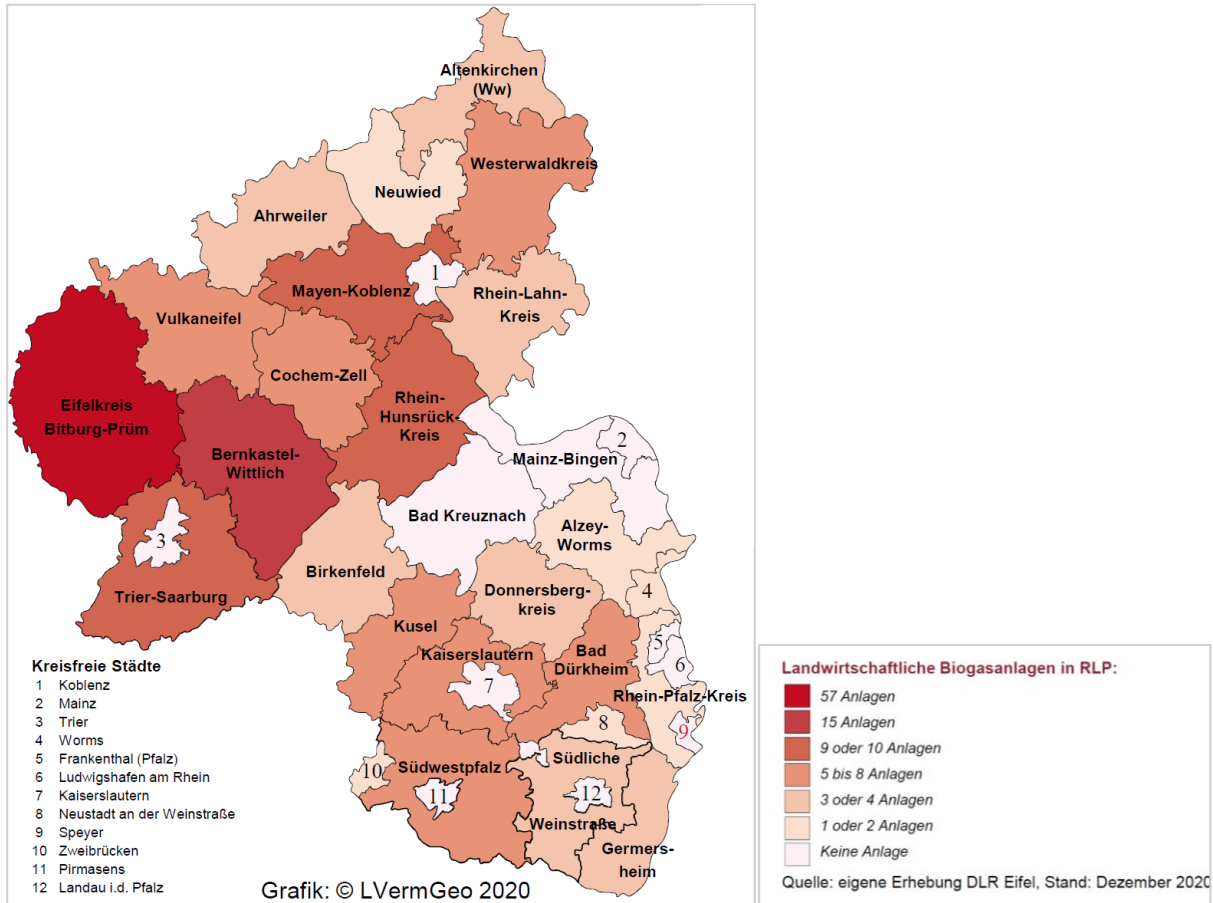 Altenkirchen
(Ww)
Westerwaldkreis
Neuwied
Ahrweiler
1
Mayen-Koblenz
Rhein-Lahn-
Kreis
Vulkaneifel
Cochem-Zell
Rhein-
Hunsrück-
Kreis
Eifelkreis
Bitburg-Prüm
Bernkastel-
Wittlich
2
Mainz-Bingen
Bad Kreuznach
Alzey-
Worms
3
Birkenfeld
Trier-Saarburg
Donnersberg-
kreis
4
Kusel
Kaiserslautern
Bad
Dürkheim
5
6
7
Rhein-Pfalz-Kreis
8
9
Südwestpfalz
10
11
Südliche
12
Weinstraße
Germers-
heim
Kreisfreie Städte
1 Koblenz
2 Mainz
3 Trier
4 Worms
5 Frankenthal (Pfalz)
6 Ludwigshafen am Rhein
7 Kaiserslautern
8 Neustadt an der Weinstraße
9 Speyer
10 Zweibrücken
11 Pirmasens
12 Landau i.d. Pfalz
Grafik: © LVermGeo 2020
Landwirtschaftliche Biogasanlagen in RLP:
57 Anlagen
15 Anlagen
9 oder 10 Anlagen
5 bis 8 Anlagen
3 oder 4 Anlagen
1 oder 2 Anlagen
Keine Anlage
Quelle: eigene Erhebung DLR Eifel, Stand: Dezember 2020